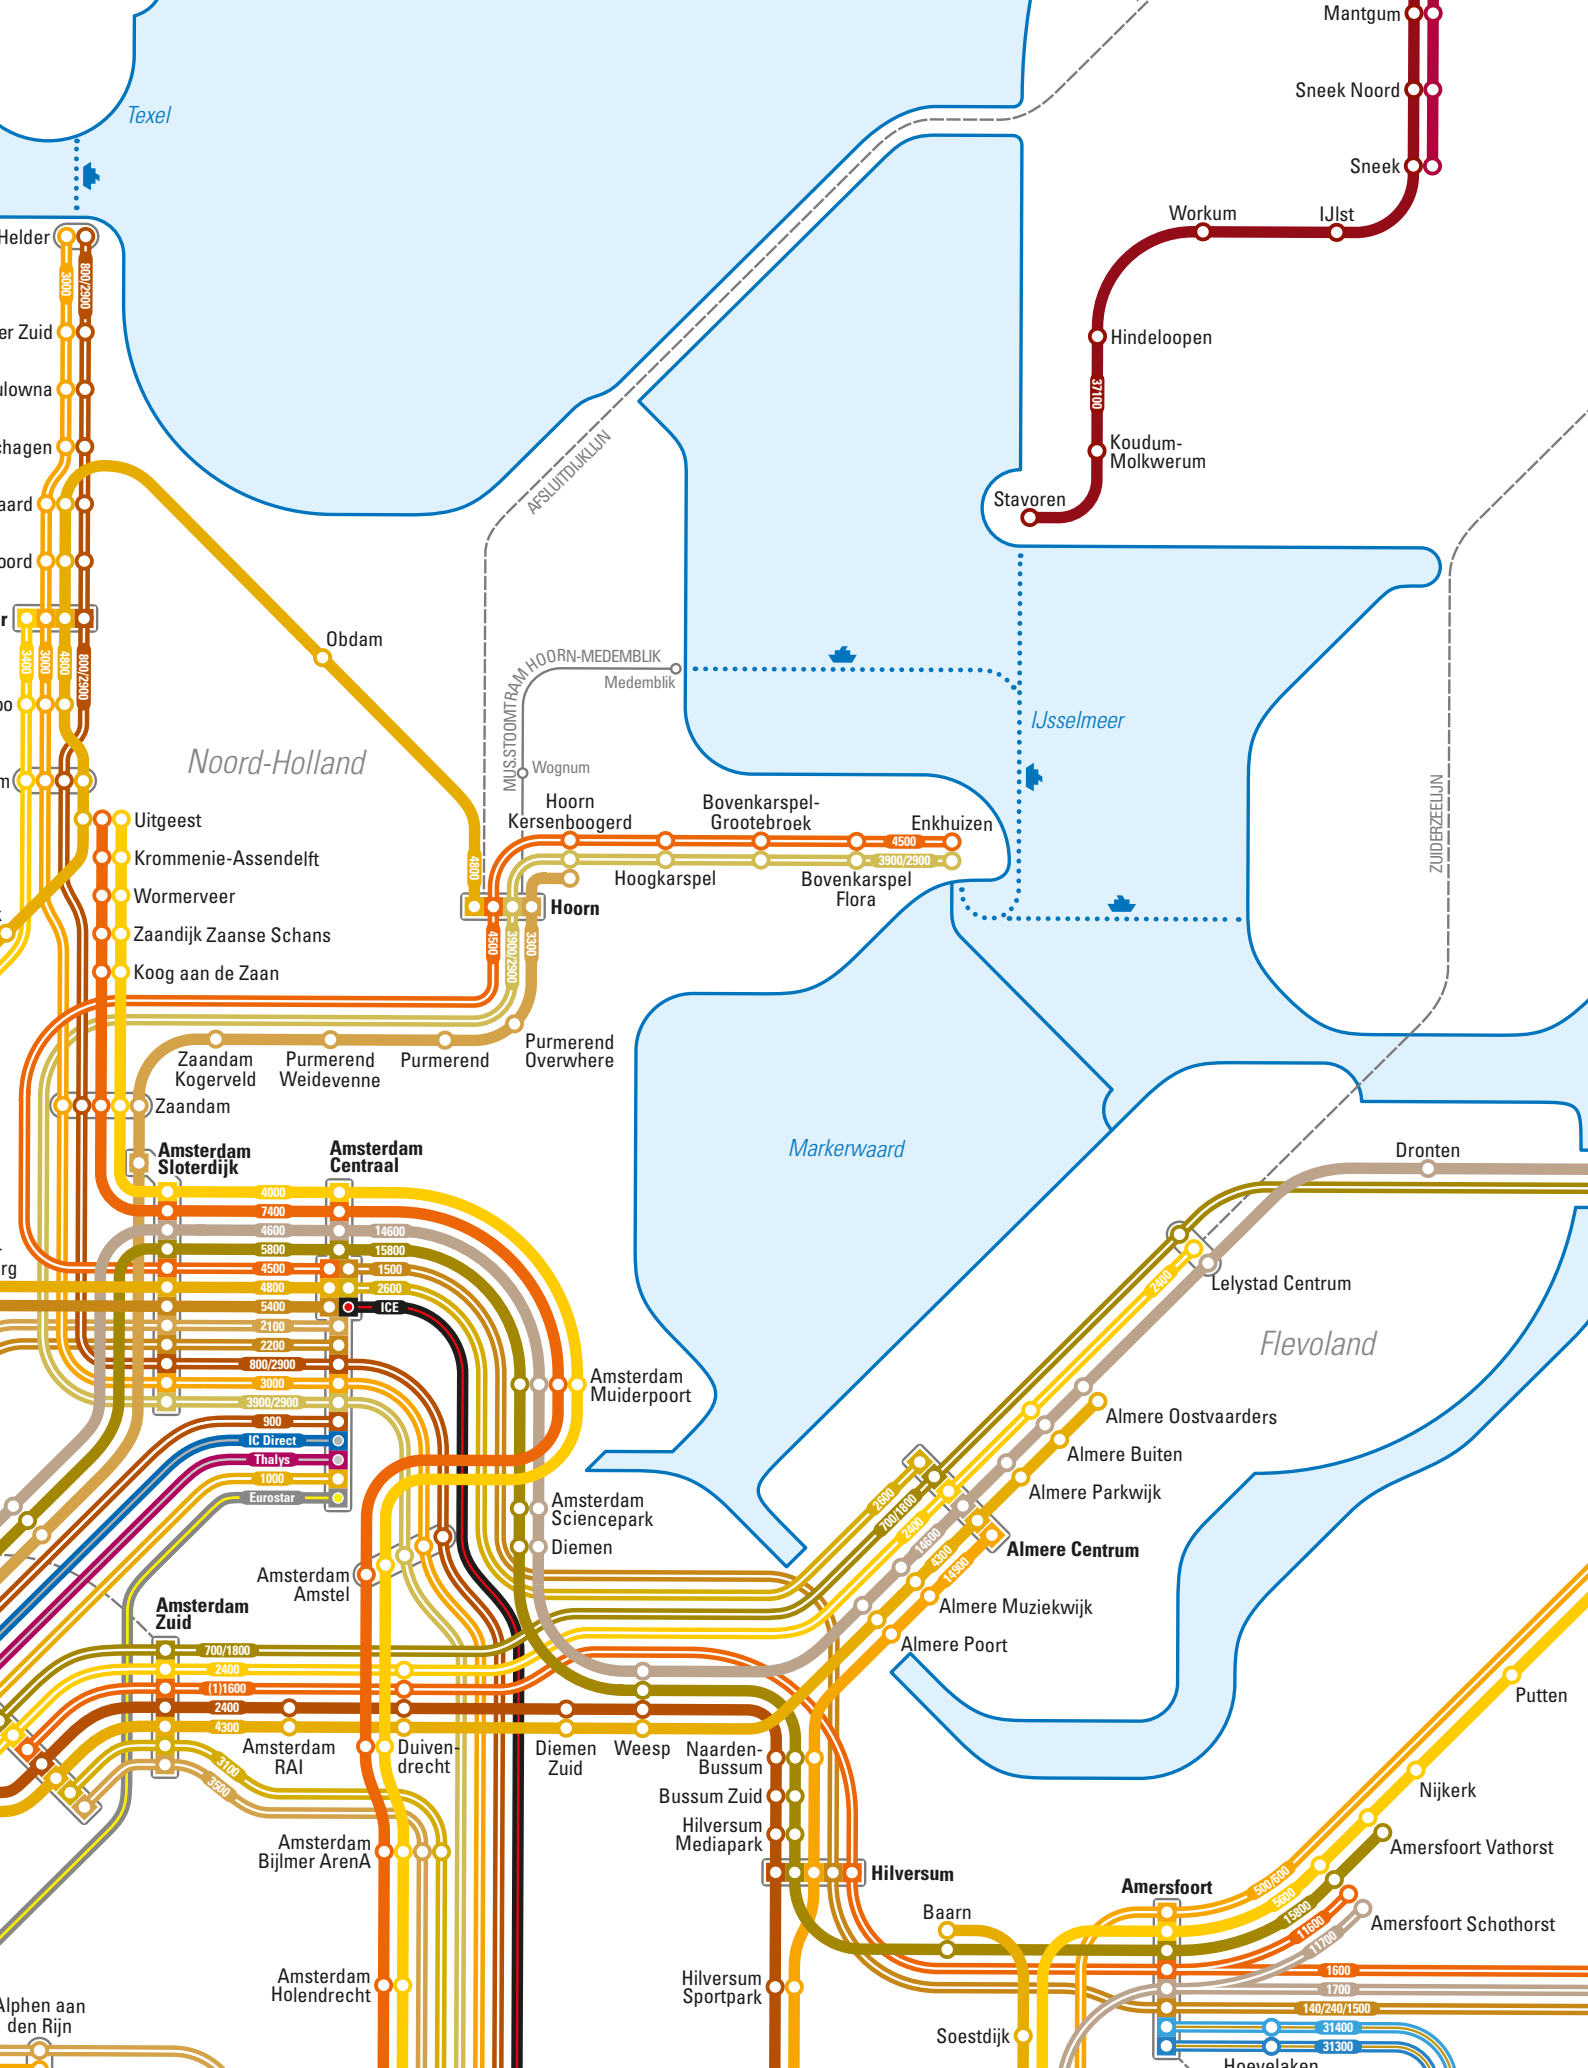 Mantgum
Texel
Sneek Noord
Sneek
Workum
IJlst
Helder
3000
800/2900
er Zuid
Hindeloopen
ulowna
37100
chagen
Koudum-
Molkwerum
AFSLUITDIJKLIJN
Stavoren
aard
oord
r
Obdam
3400
3000
4800
800/2900
MUS.STOOMTRAM HOORN-MEDEMBLIK
Medemblik
oo
IJsselmeer
Noord-Holland
Wognum
m
ZUIDERZEELIJN
Uitgeest
Hoorn
Kersenboogerd
Bovenkarspel-
Grootebroek
Enkhuizen
4500
3900/2900
Krommenie-Assendelft
4800
Hoogkarspel
Bovenkarspel
Flora
Wormerveer
Hoorn
k
Zaandijk Zaanse Schans
4500
3900/2900
3300
Koog aan de Zaan
Zaandam
Kogerveld
Purmerend
Weidevenne
Purmerend
Purmerend
Overwhere
Zaandam
Amsterdam
Sloterdijk
Amsterdam
Centraal
Markerwaard
Dronten
4000
7400
4600
14600
5800
15800
rg
4500
1500
4800
2600
5400
ICE
2100
2200
800/2900
3000
3900/2900
900
IC Direct
Thalys
1000
Eurostar
2400
Lelystad Centrum
Flevoland
Amsterdam
Muiderpoort
Almere Oostvaarders
Almere Buiten
Almere Parkwijk
Amsterdam
Sciencepark
Diemen
2600
700/1800
2400
14600
4300
14900
Almere Centrum
Amsterdam
Amstel
Almere Muziekwijk
Almere Poort
Amsterdam
Zuid
700/1800
2400
(1)1600
2400
4300
Putten
Amsterdam
RAI
Duiven-
drecht
Diemen
Zuid
Weesp
Naarden-
Bussum
3100
3500
Bussum Zuid
Nijkerk
Hilversum
Mediapark
Amsterdam
Bijlmer ArenA
Amersfoort Vathorst
Hilversum
Amersfoort
500/600
5600
15800
11600
11700
Baarn
Amersfoort Schothorst
Amsterdam
Holendrecht
Hilversum
Sportpark
1600
1700
140/240/1500
Alphen aan
den Rijn
Soestdijk
31400
31300
Hoevelaken